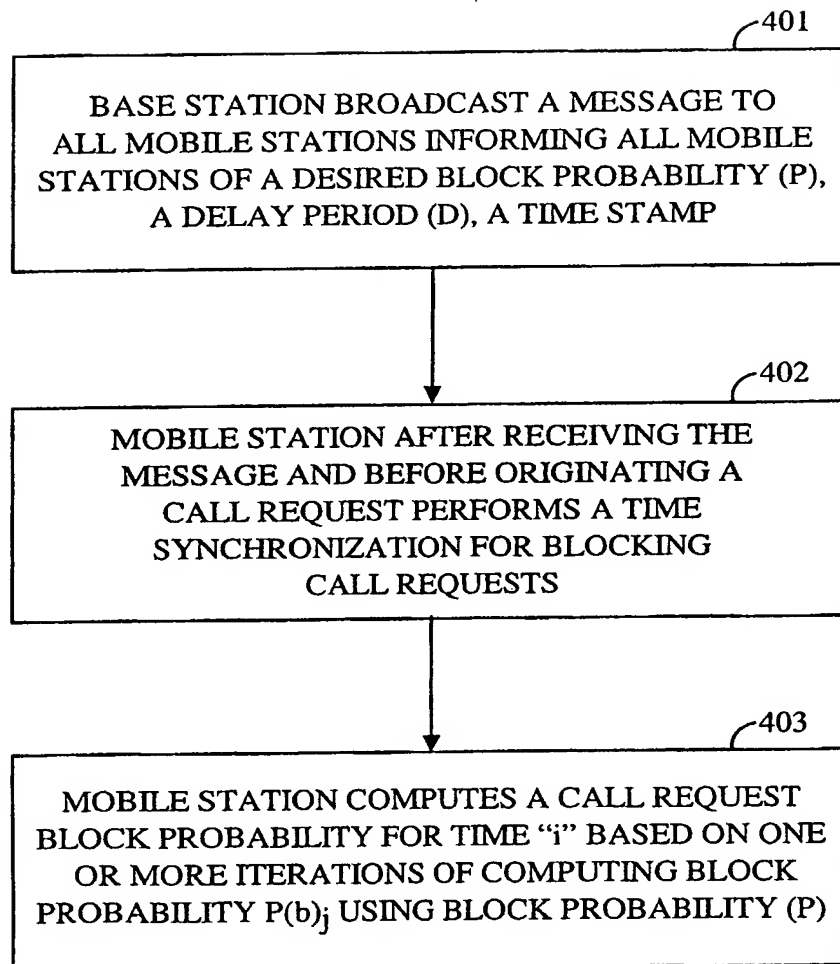 401
BASE STATION BROADCAST A MESSAGE TO
ALL MOBILE STATIONS INFORMING ALL MOBILE
STATIONS OF A DESIRED BLOCK PROBABILITY (P),
A DELAY PERIOD (D), A TIME STAMP
402
MOBILE STATION AFTER RECEIVING THE
MESSAGE AND BEFORE ORIGINATING A
CALL REQUEST PERFORMS A TIME
SYNCHRONIZATION FOR BLOCKING
CALL REQUESTS
403
MOBILE STATION COMPUTES A CALL REQUEST
BLOCK PROBABILITY FOR TIME “i” BASED ON ONE
OR MORE ITERATIONS OF COMPUTING BLOCK
PROBABILITY P(b)j USING BLOCK PROBABILITY (P)